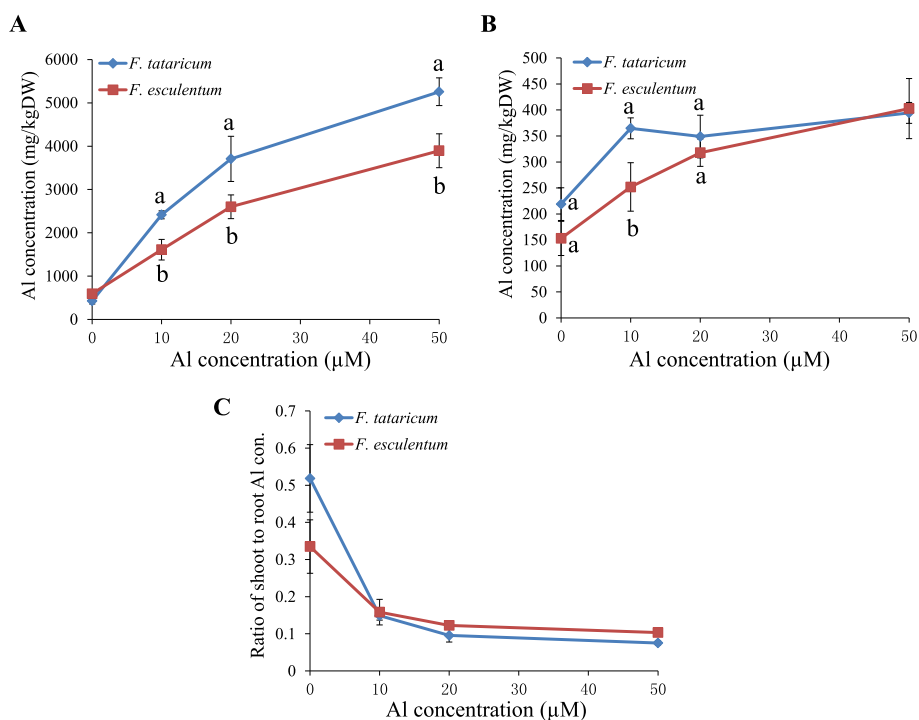 A
Al concentration (mg/kgDW)
6000
5000
4000
3000
2000
1000
0
F. tataricum
F. esculentum
a
a
a
b
b
b
0 10 20 30 40 50
Al concentration (μM)
B
Al concentration (mg/kgDW)
500
450
400
350
300
250
200
150
100
50
0
F. tataricum
F. esculentum
a
a
a
a
b
a
0 10 20 30 40 50
Al concentration (μM)
C
Ratio of shoot to root Al con.
0.7
0.6
0.5
0.4
0.3
0.2
0.1
0
F. tataricum
F. esculentum
0 10 20 30 40 50
Al concentration (μM)